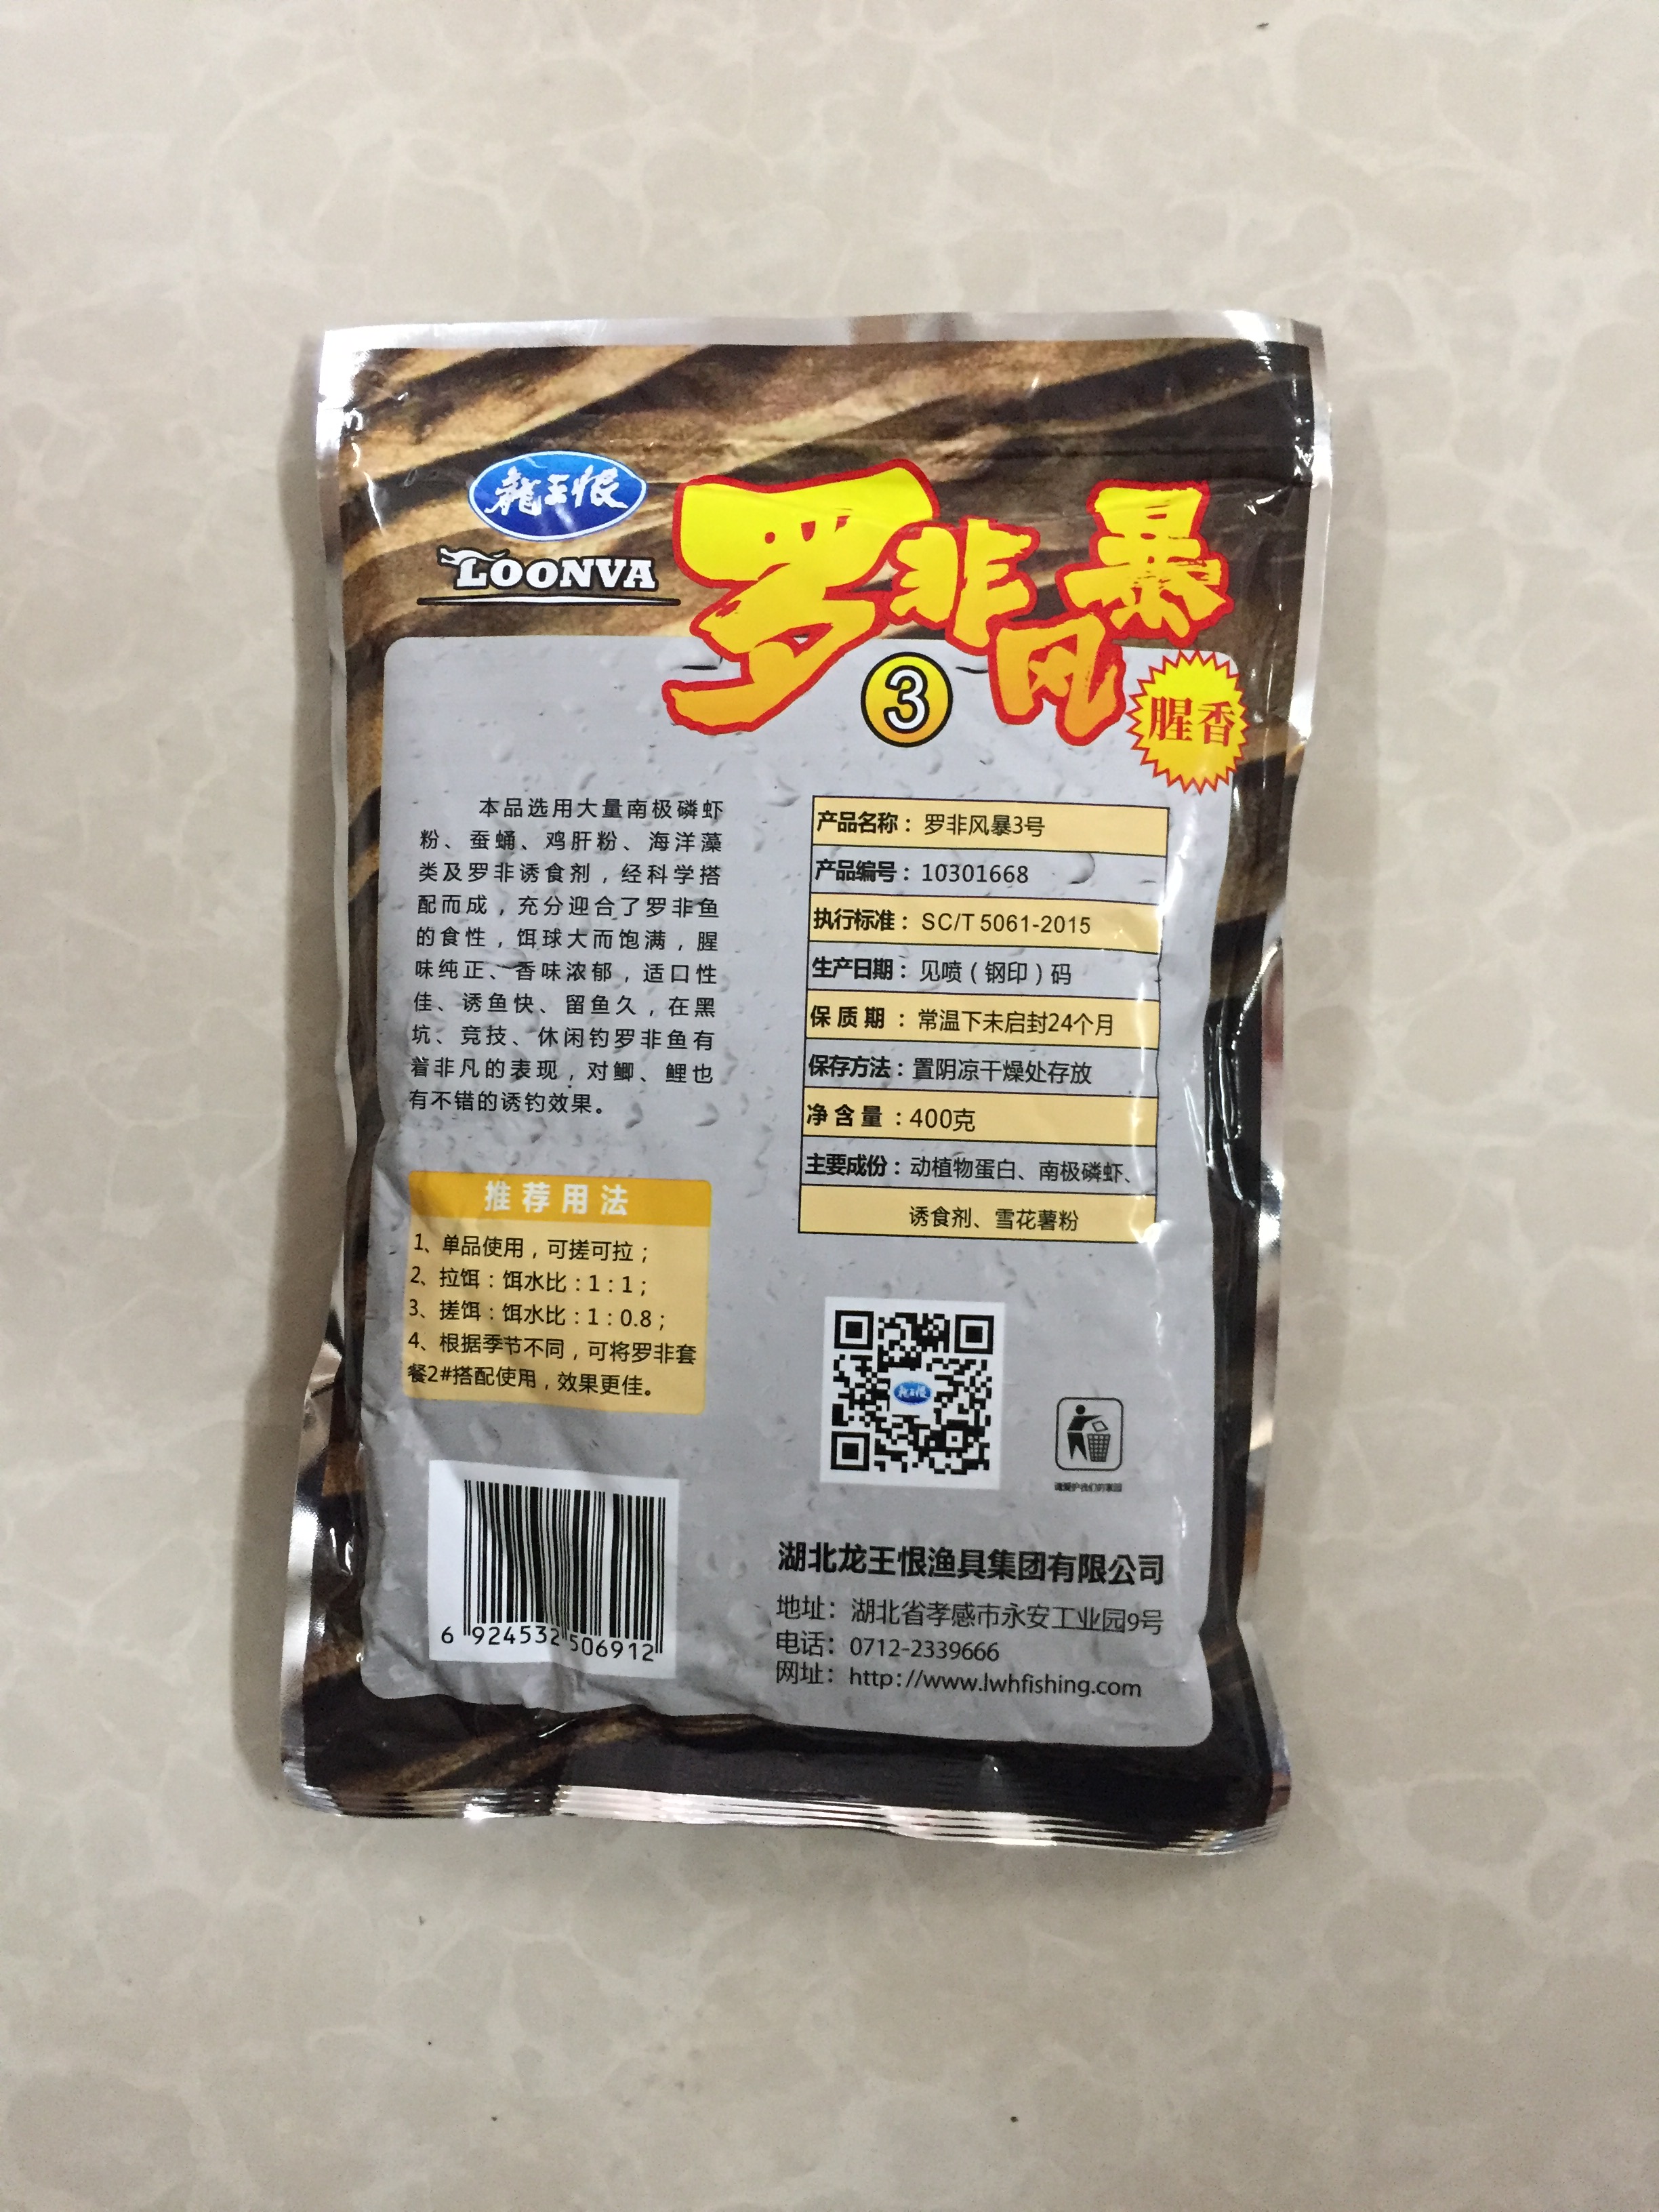 龍王恨
LOONVA
罗非风暴
3
腥香
本品选用大量南极磷虾
粉、蚕蛹、鸡肝粉、海洋藻
类及罗非诱食剂，经科学搭
配而成，充分迎合了罗非鱼
的食性，饵球大而饱满，腥
味纯正、香味浓郁，适口性
佳、诱鱼快、留鱼久，在黑
坑、竞技、休闲钓罗非鱼有
着非凡的表现，对鲫、鲤也
有不错的诱钓效果。
推荐用法
1、单品使用，可搓可拉；
2、拉饵：饵水比：1：1；
3、搓饵：饵水比：1：0.8；
4、根据季节不同，可将罗非套
餐2#搭配使用，效果更佳。
产品名称：罗非风暴3号
产品编号：10301668
执行标准：SC/T 5061-2015
生产日期：见喷（钢印）码
保质期：常温下未启封24个月
保存方法：置阴凉干燥处存放
净含量：400克
主要成份：动植物蛋白、南极磷虾、
诱食剂、雪花薯粉
龍王恨
请爱护我们的家园
6 924532 506912
湖北龙王恨渔具集团有限公司
地址：湖北省孝感市永安工业园9号
电话：0712-2339666
网址：http://www.lwhfishing.com